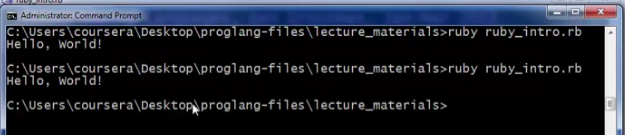 ruby_intro.rb
Administrator: Command Prompt
C:\Users\coursera\Desktop\proglang-files\lecture_materials>ruby ruby_intro.rb
Hello, World!
C:\Users\coursera\Desktop\proglang-files\lecture_materials>ruby ruby_intro.rb
Hello, World!
C:\Users\coursera\Desktop\proglang-files\lecture_materials>